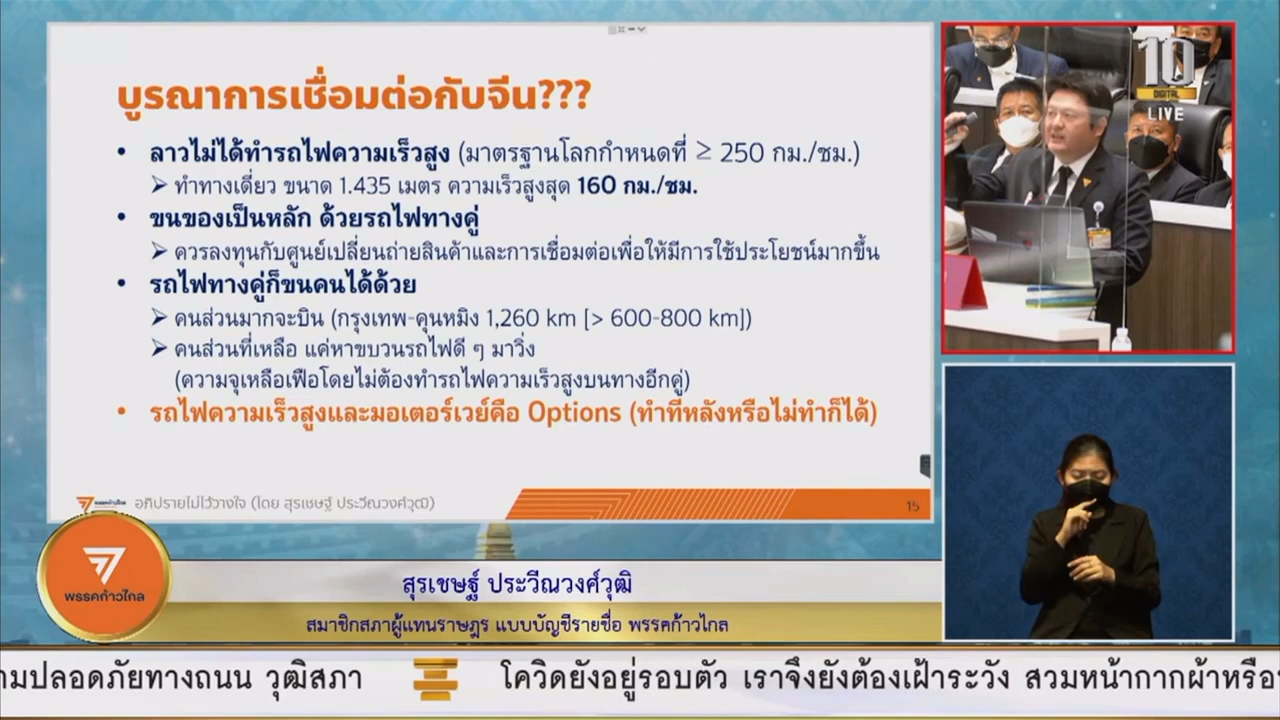 บูรณาการเชื่อมต่อกับจีน???
• ลาวไม่ได้ทำรถไฟความเร็วสูง (มาตรฐานโลกกำหนดที่ ≥ 250 กม./ชม.)
➢ ทำทางเดี่ยว ขนาด 1.435 เมตร ความเร็วสูงสุด 160 กม./ชม.
• ขนของเป็นหลัก ด้วยรถไฟทางคู่
➢ ควรลงทุนกับศูนย์เปลี่ยนถ่ายสินค้าและการเชื่อมต่อเพื่อให้มีการใช้ประโยชน์มากขึ้น
• รถไฟทางคู่ก็ขนคนได้ด้วย
➢ คนส่วนมากจะบิน (กรุงเทพ-คุนหมิง 1,260 km [> 600-800 km])
➢ คนส่วนที่เหลือ แค่หาขบวนรถไฟดี ๆ มาวิ่ง
(ความจุเหลือเฟือโดยไม่ต้องทำรถไฟความเร็วสูงบนทางอีกคู่)
• รถไฟความเร็วสูงและมอเตอร์เวย์คือ Options (ทำทีหลังหรือไม่ทำก็ได้)
พรรคก้าวไกล อภิปรายไม่ไว้วางใจ (โดย สุรเชษฐ์ ประวีณวงศ์วุฒิ)
15
10
DIGITAL
LIVE
พรรคก้าวไกล
สุรเชษฐ์ ประวีณวงศ์วุฒิ
สมาชิกสภาผู้แทนราษฎร แบบบัญชีรายชื่อ พรรคก้าวไกล
ามปลอดภัยทางถนน วุฒิสภา โควิดยังอยู่รอบตัว เราจึงยังต้องเฝ้าระวัง สวมหน้ากากผ้าหรือ